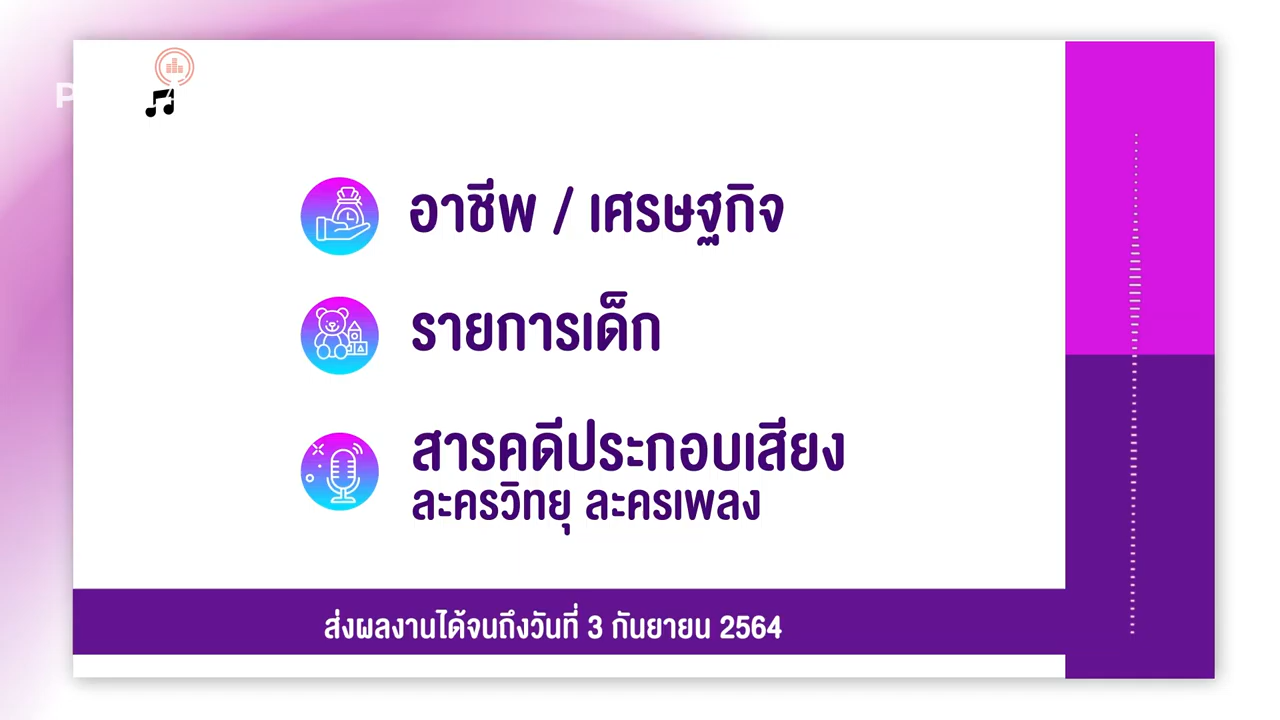 อาชีพ / เศรษฐกิจ
รายการเด็ก
สารคดีประกอบเสียง
ละครวิทยุ ละครเพลง
ส่งผลงานได้จนถึงวันที่ 3 กันยายน 2564